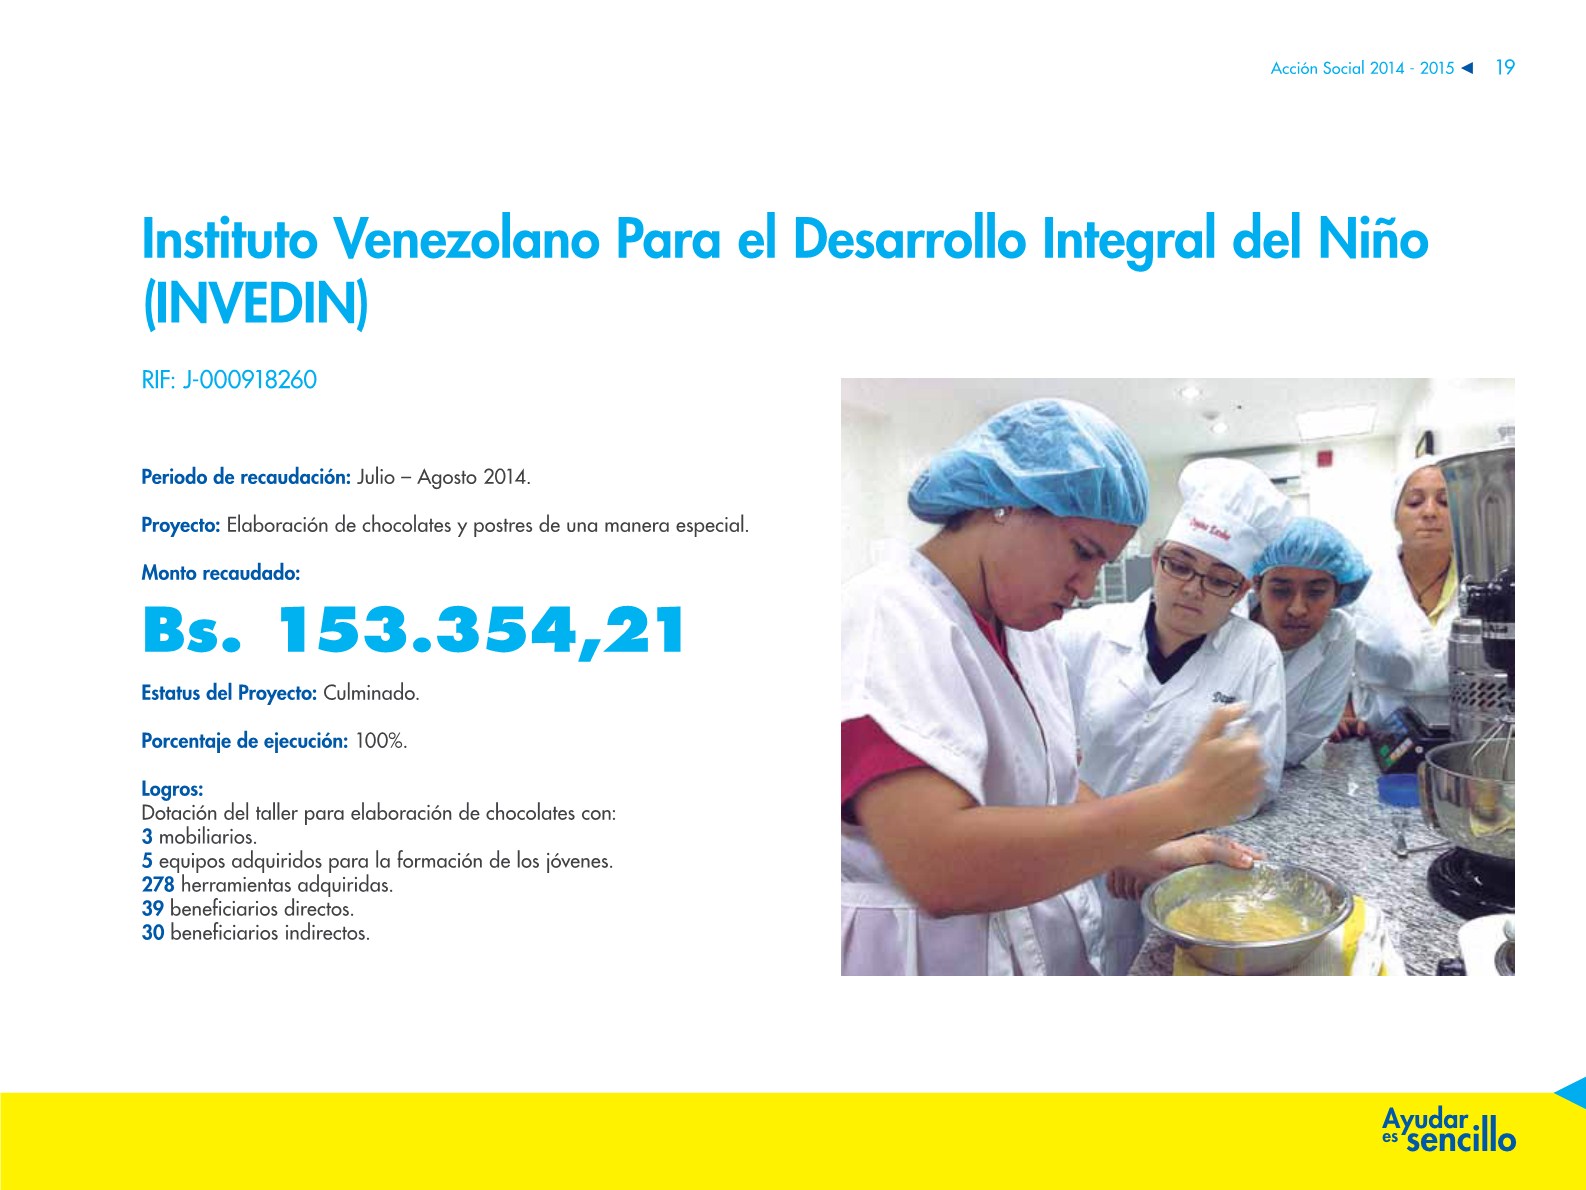 Acción Social 2014 - 2015 ◀ 19
Instituto Venezolano Para el Desarrollo Integral del Niño
(INVEDIN)
RIF: J-000918260
Periodo de recaudación: Julio – Agosto 2014.
Proyecto: Elaboración de chocolates y postres de una manera especial.
Monto recaudado:
Bs. 153.354,21
Estatus del Proyecto: Culminado.
Porcentaje de ejecución: 100%.
Logros:
Dotación del taller para elaboración de chocolates con:
3 mobiliarios.
5 equipos adquiridos para la formación de los jóvenes.
278 herramientas adquiridas.
39 beneficiarios directos.
30 beneficiarios indirectos.
Ayudar
es sencillo